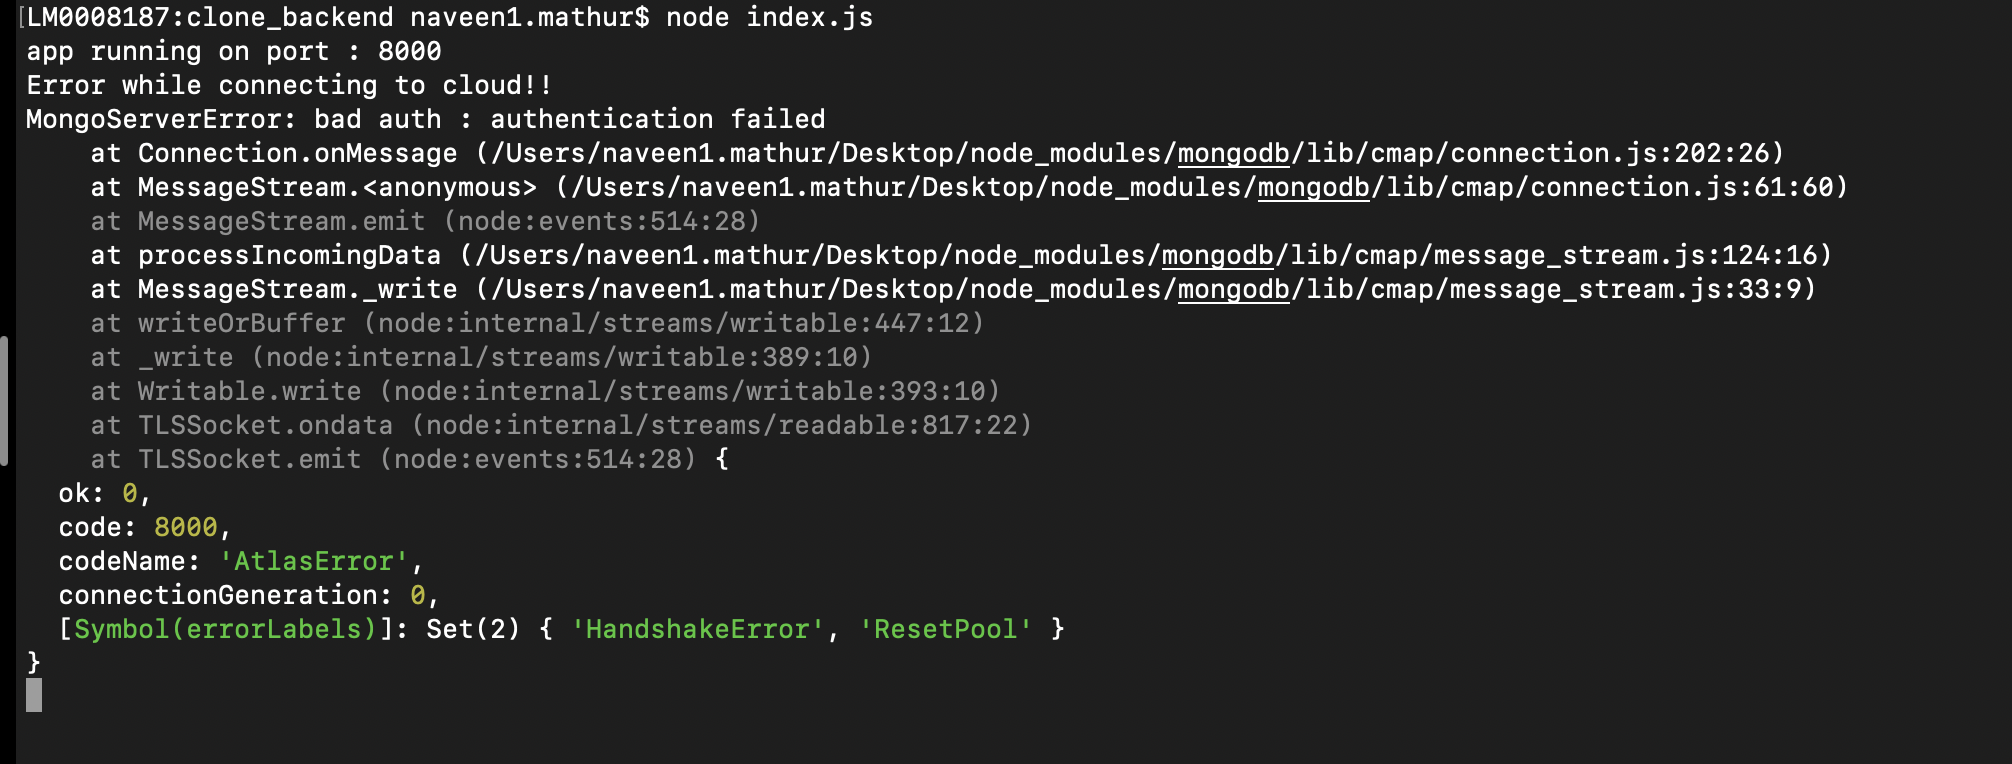 [LM0008187:clone_backend naveen1.mathur$ node index.js
app running on port : 8000
Error while connecting to cloud!!
MongoServerError: bad auth : authentication failed
    at Connection.onMessage (/Users/naveen1.mathur/Desktop/node_modules/mongodb/lib/cmap/connection.js:202:26)
    at MessageStream.<anonymous> (/Users/naveen1.mathur/Desktop/node_modules/mongodb/lib/cmap/connection.js:61:60)
    at MessageStream.emit (node:events:514:28)
    at processIncomingData (/Users/naveen1.mathur/Desktop/node_modules/mongodb/lib/cmap/message_stream.js:124:16)
    at MessageStream._write (/Users/naveen1.mathur/Desktop/node_modules/mongodb/lib/cmap/message_stream.js:33:9)
    at writeOrBuffer (node:internal/streams/writable:447:12)
    at _write (node:internal/streams/writable:389:10)
    at Writable.write (node:internal/streams/writable:393:10)
    at TLSSocket.ondata (node:internal/streams/readable:817:22)
    at TLSSocket.emit (node:events:514:28) {
  ok: 0,
  code: 8000,
  codeName: 'AtlasError',
  connectionGeneration: 0,
  [Symbol(errorLabels)]: Set(2) { 'HandshakeError', 'ResetPool' }
}